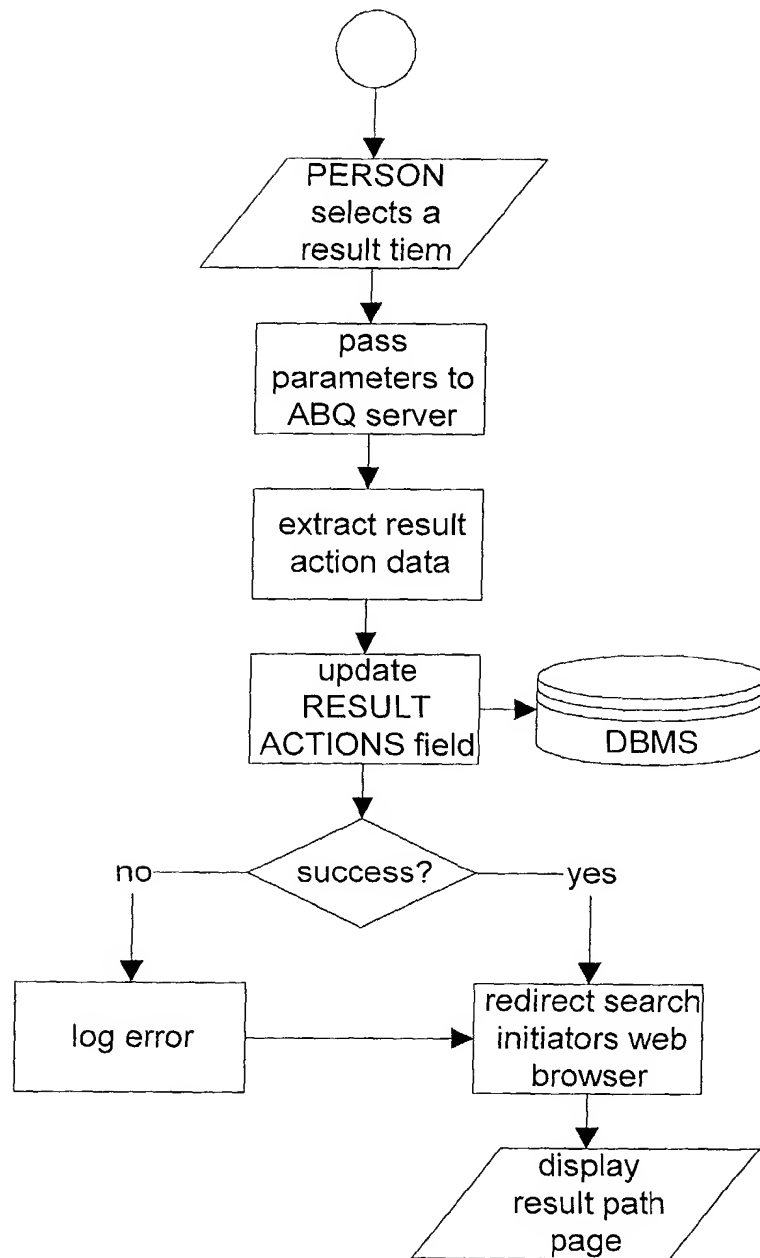 PERSON
selects a
result tiem
pass
parameters to
ABQ server
extract result
action data
update
RESULT
ACTIONS field
DBMS
success?
no
yes
log error
redirect search
initiators web
browser
display
result path
page